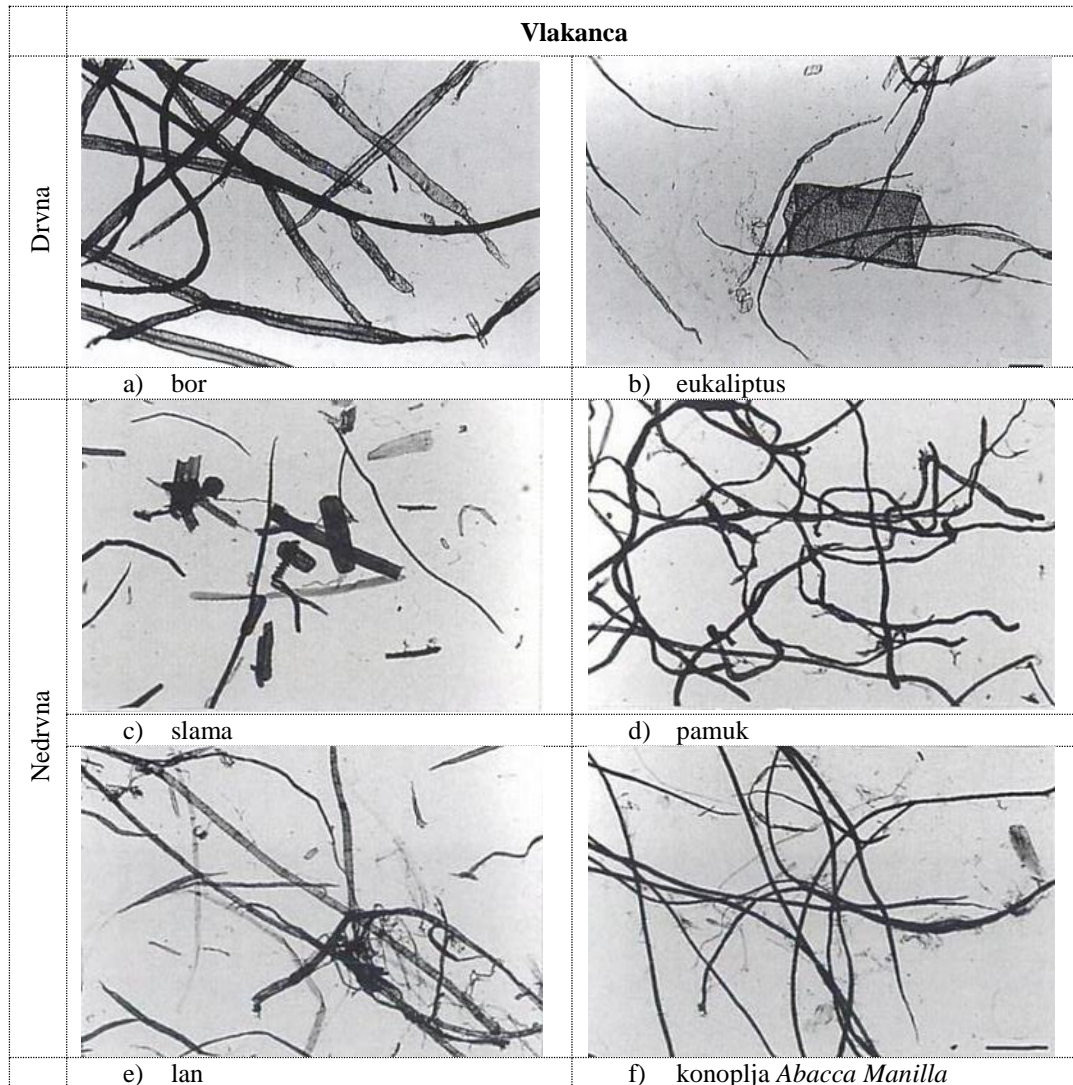 Vlakanca
Drvna
a) bor
b) eukaliptus
Nedrvna
c) slama
d) pamuk
e) lan
f) konoplja Abacca Manilla